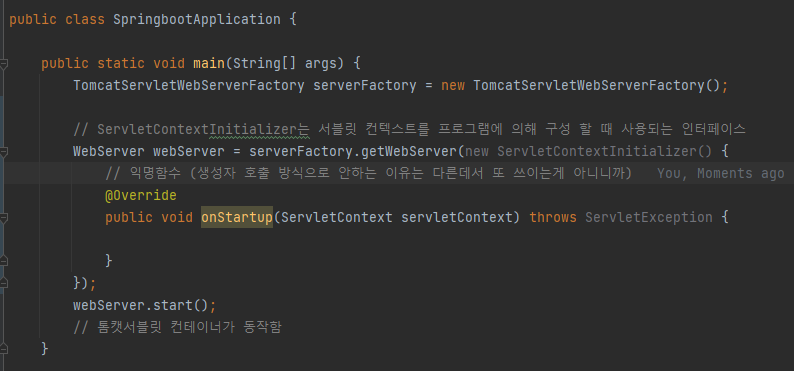 public class SpringbootApplication {
public static void main(String[] args) {
TomcatServletWebServerFactory serverFactory = new TomcatServletWebServerFactory();
// ServletContextInitializer는 서블릿 컨텍스트를 프로그램에 의해 구성 할 때 사용되는 인터페이스
WebServer webServer = serverFactory.getWebServer(new ServletContextInitializer() {
// 익명함수 (생성자 호출 방식으로 안하는 이유는 다른데서 또 쓰이는게 아니니까) You, Moments ago
@Override
public void onStartup(ServletContext servletContext) throws ServletException {
}
});
webServer.start();
// 톰캣서블릿 컨테이너가 동작함
}